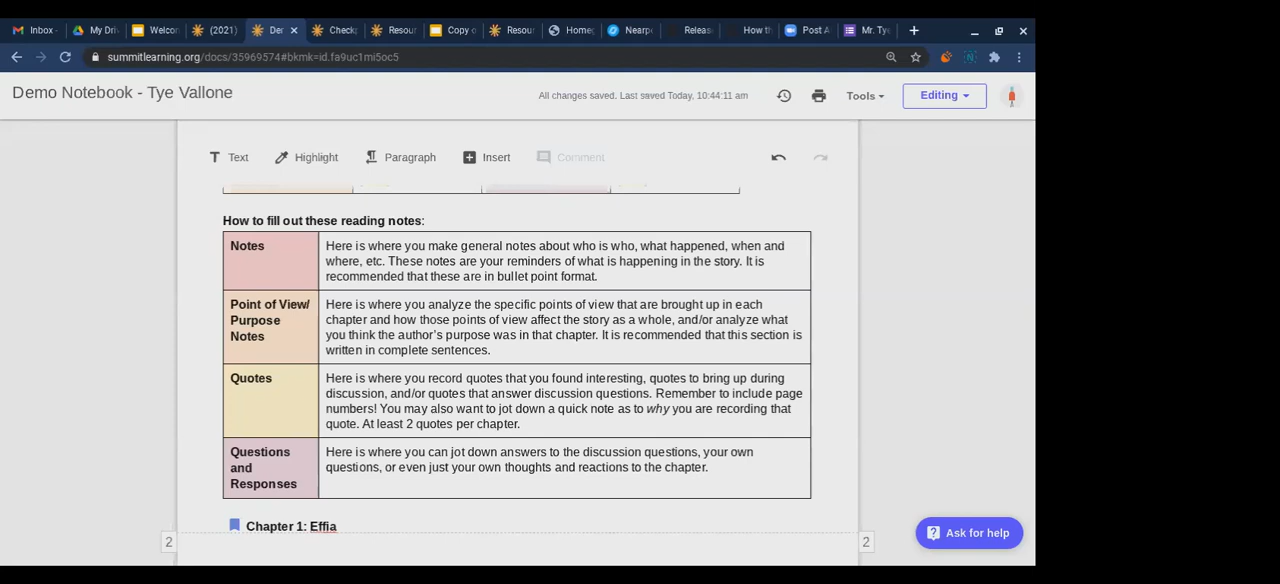 Inbox -
My Dri
Welcon
(2021)
Der
Checkp
Resour
Copy o
Resou
Homep
Nearpo
Releas
How th
Post A
Mr. Tye
summitlearning.org/docs/35969574#bkmk=id.fa9uc1mi5oc5
Demo Notebook - Tye Vallone
All changes saved. Last saved Today, 10:44:11 am
Tools
Editing
Text
Highlight
Paragraph
Insert
Comment
How to fill out these reading notes:
Notes
Here is where you make general notes about who is who, what happened, when and
where, etc. These notes are your reminders of what is happening in the story. It is
recommended that these are in bullet point format.
Point of View/
Purpose
Notes
Here is where you analyze the specific points of view that are brought up in each
chapter and how those points of view affect the story as a whole, and/or analyze what
you think the author's purpose was in that chapter. It is recommended that this section is
written in complete sentences.
Quotes
Here is where you record quotes that you found interesting, quotes to bring up during
discussion, and/or quotes that answer discussion questions. Remember to include page
numbers! You may also want to jot down a quick note as to why you are recording that
quote. At least 2 quotes per chapter.
Questions
and
Responses
Here is where you can jot down answers to the discussion questions, your own
questions, or even just your own thoughts and reactions to the chapter.
Chapter 1: Effia
2
2
Ask for help